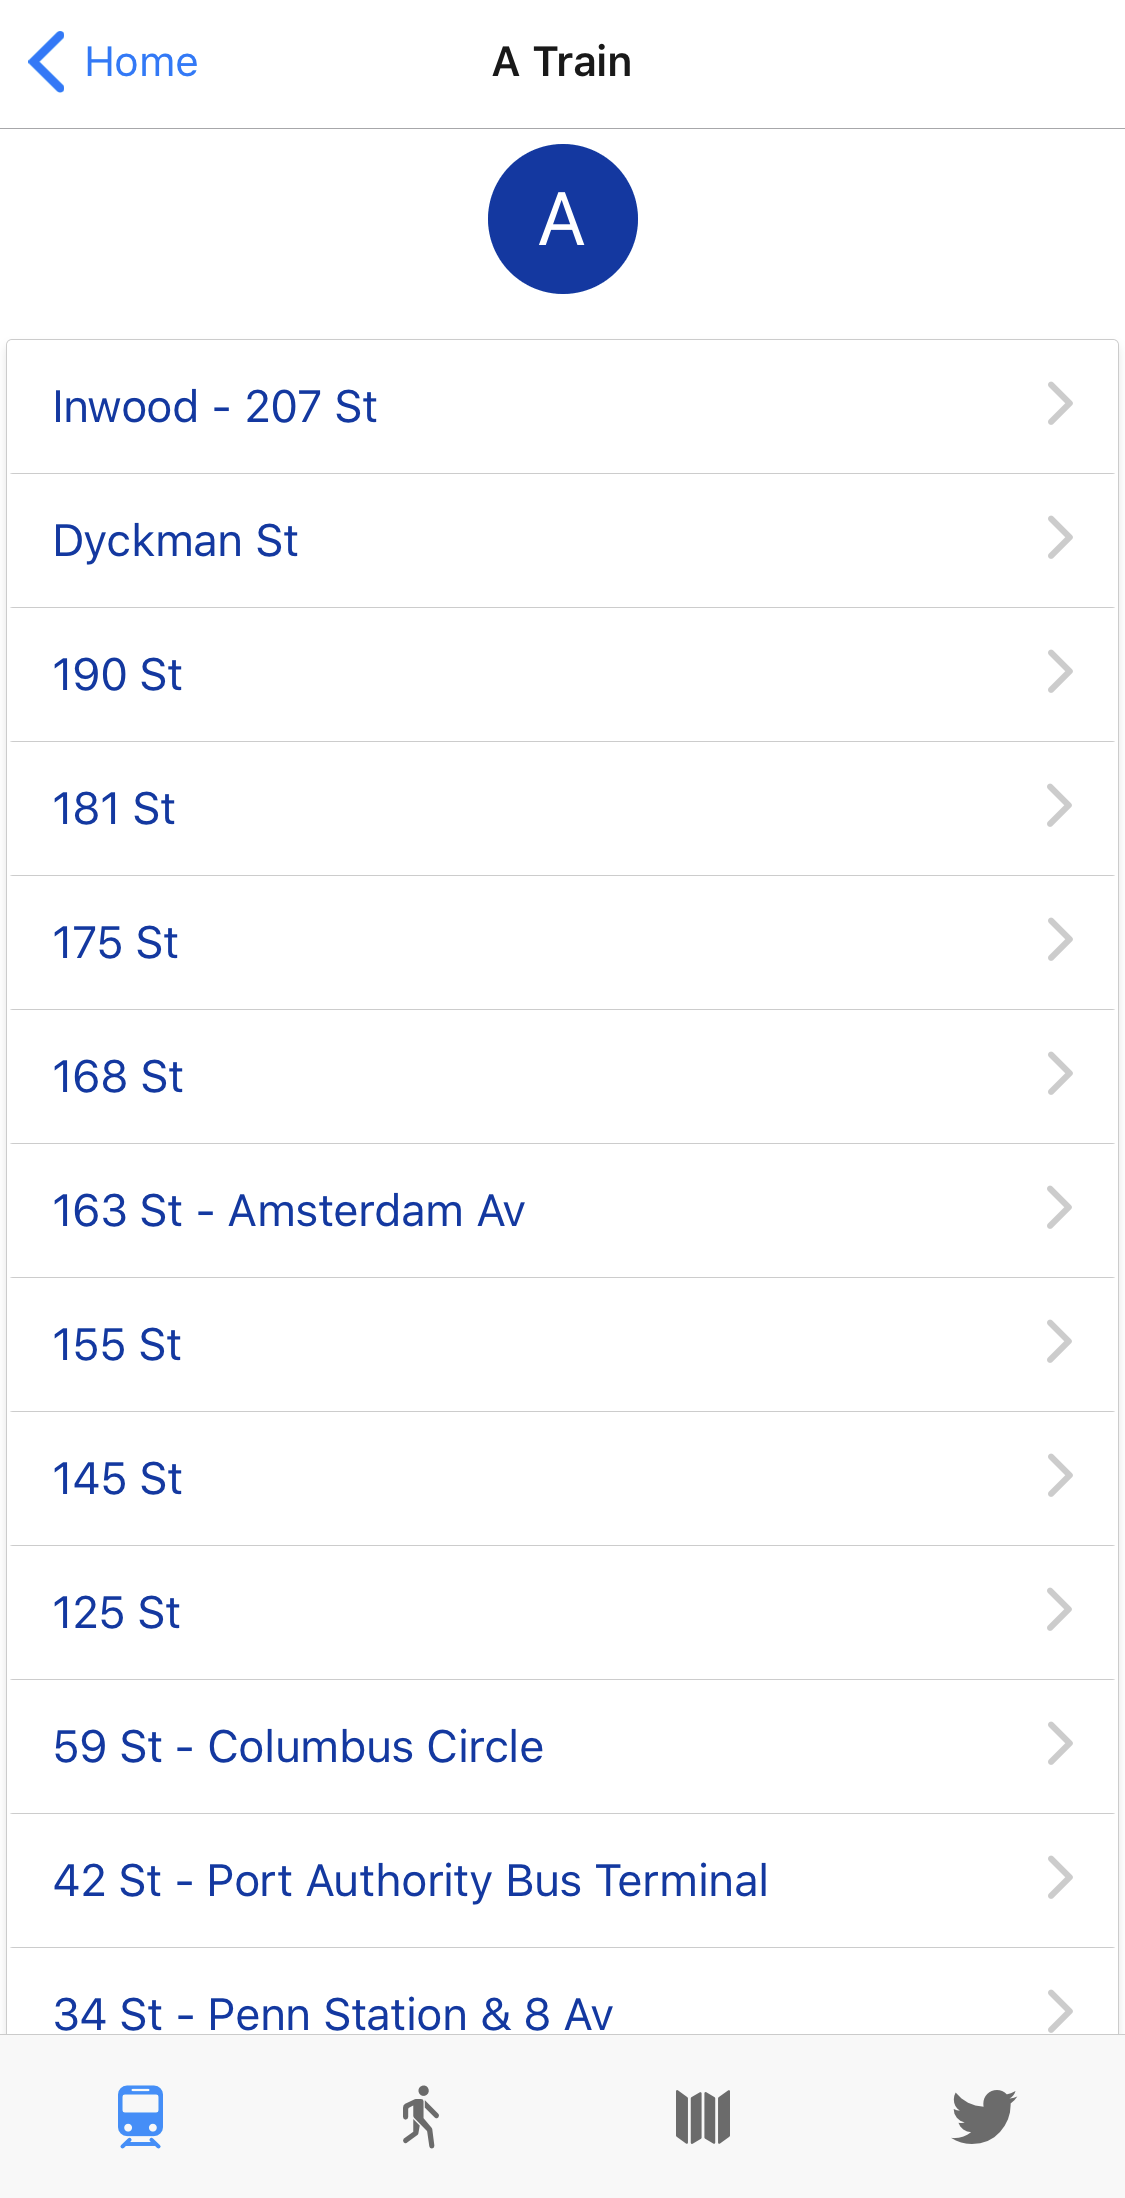 Home
A Train
A
Inwood - 207 St
Dyckman St
190 St
181 St
175 St
168 St
163 St - Amsterdam Av
155 St
145 St
125 St
59 St - Columbus Circle
42 St - Port Authority Bus Terminal
34 St - Penn Station & 8 Av